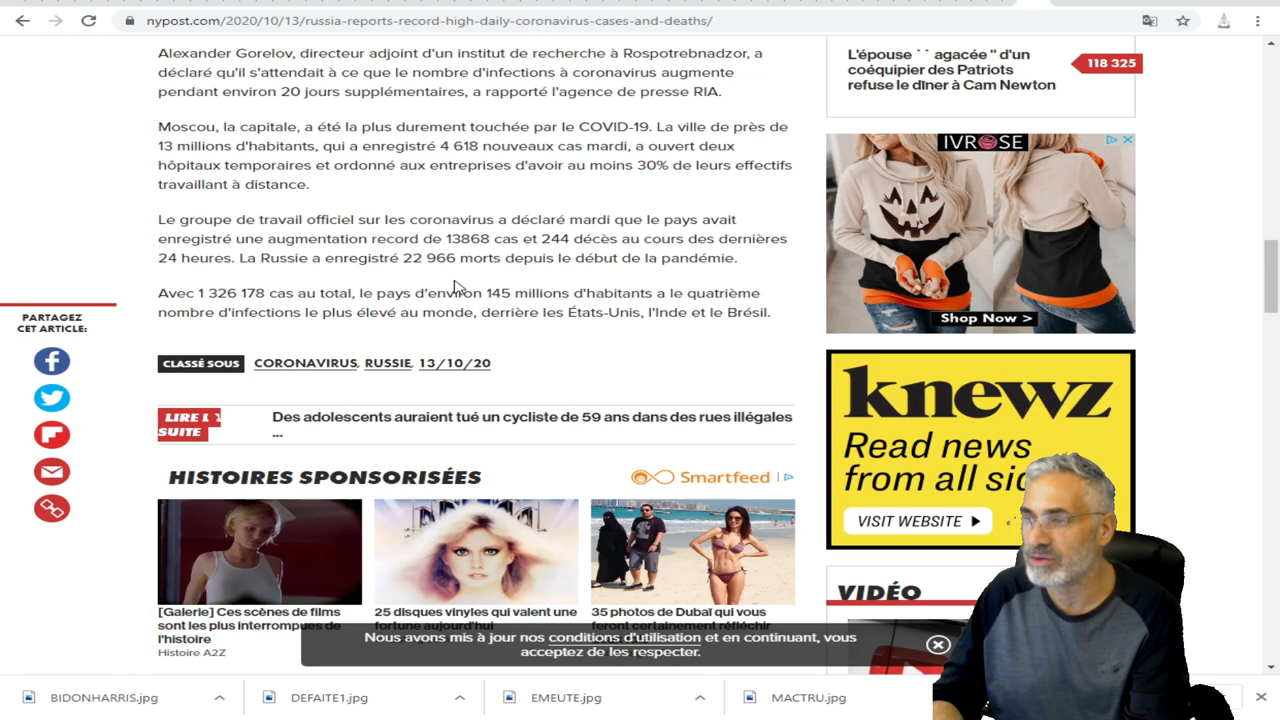 nypost.com/2020/10/13/russia-reports-record-high-daily-coronavirus-cases-and-deaths/
Alexander Gorelov, directeur adjoint d'un institut de recherche à Rospotrebnadzor, a
déclaré qu'il s'attendait à ce que le nombre d'infections à coronavirus augmente
pendant environ 20 jours supplémentaires, a rapporté l'agence de presse RIA.
Moscou, la capitale, a été la plus durement touchée par le COVID-19. La ville de près de
13 millions d'habitants, qui a enregistré 4 618 nouveaux cas mardi, a ouvert deux
hôpitaux temporaires et ordonné aux entreprises d'avoir au moins 30% de leurs effectifs
travaillant à distance.
Le groupe de travail officiel sur les coronavirus a déclaré mardi que le pays avait
enregistré une augmentation record de 13868 cas et 244 décès au cours des dernières
24 heures. La Russie a enregistré 22 966 morts depuis le début de la pandémie.
Avec 1 326 178 cas au total, le pays d'environ 145 millions d'habitants a le quatrième
nombre d'infections le plus élevé au monde, derrière les États-Unis, l'Inde et le Brésil.
PARTAGEZ
CET ARTICLE:
CLASSÉ SOUS CORONAVIRUS, RUSSIE, 13/10/20
LIRE L
SUITE
Des adolescents auraient tué un cycliste de 59 ans dans des rues illégales
...
HISTOIRES SPONSORISÉES
Smartfeed
[Galerie] Ces scènes de films
sont les plus interrompues de
l'histoire
Histoire A2Z
25 disques vinyles qui valent une
fortune aujourd'hui
35 photos de Dubaï qui vous
feront certainement réfléchir
Nous avons mis à jour nos conditions d'utilisation et en continuant, vous
acceptez de les respecter.
L'épouse `` agacée '' d'un
coéquipier des Patriots
refuse le dîner à Cam Newton
118 325
IVROSE
Shop Now >
knewz
Read news
from all sid
VISIT WEBSITE
VIDÉO
BIDONHARRIS.jpg
DEFAITE1.jpg
EMEUTE.jpg
MACTRU.jpg